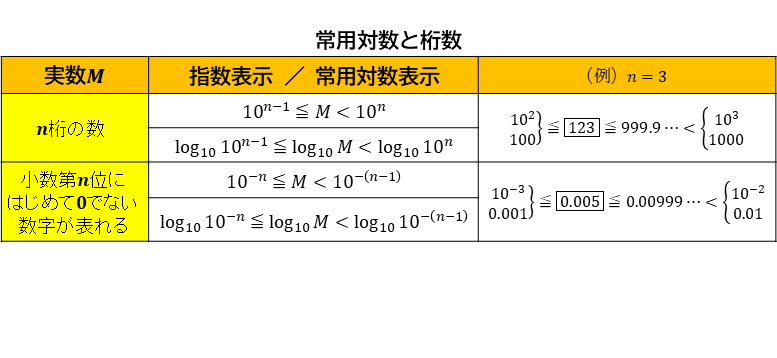 常用対数と桁数
実数M 指数表示 ／ 常用対数表示 （例）n = 3
n桁の数
10^{n−1} ≦ M < 10^n
log₁₀ 10^{n−1} ≦ log₁₀ M < log₁₀ 10^n
10² 100} ≦ 123 ≦ 999.9 ⋯ < {10³ 1000
小数第n位に
はじめて0でない
数字が表れる
10^{−n} ≦ M < 10^{−(n−1)}
log₁₀ 10^{−n} ≦ log₁₀ M < log₁₀ 10^{−(n−1)}
10^{−3} 0.001} ≦ 0.005 ≦ 0.00999 ⋯ < {10^{−2} 0.01